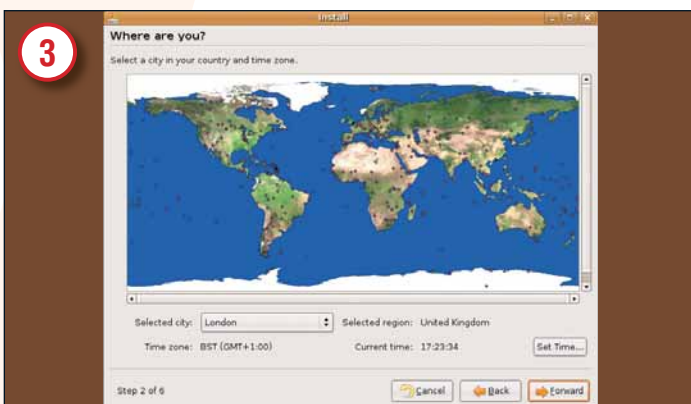 3
Install
Where are you?
Select a city in your country and time zone.
Selected city: London Selected region: United Kingdom
Time zone: BST (GMT+1:00) Current time: 17:23:34 Set Time...
Step 2 of 6 Cancel Back Forward